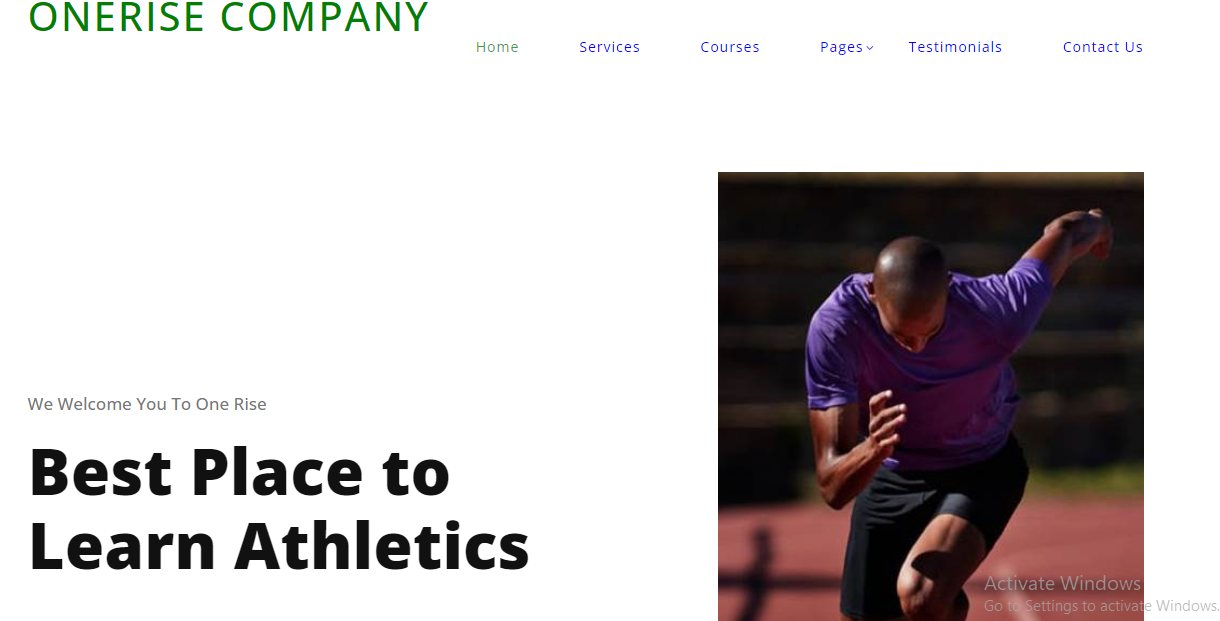 ONERISE COMPANY
Home Services Courses Pages Testimonials Contact Us
We Welcome You To One Rise
Best Place to
Learn Athletics
Activate Windows
Go to Settings to activate Windows.